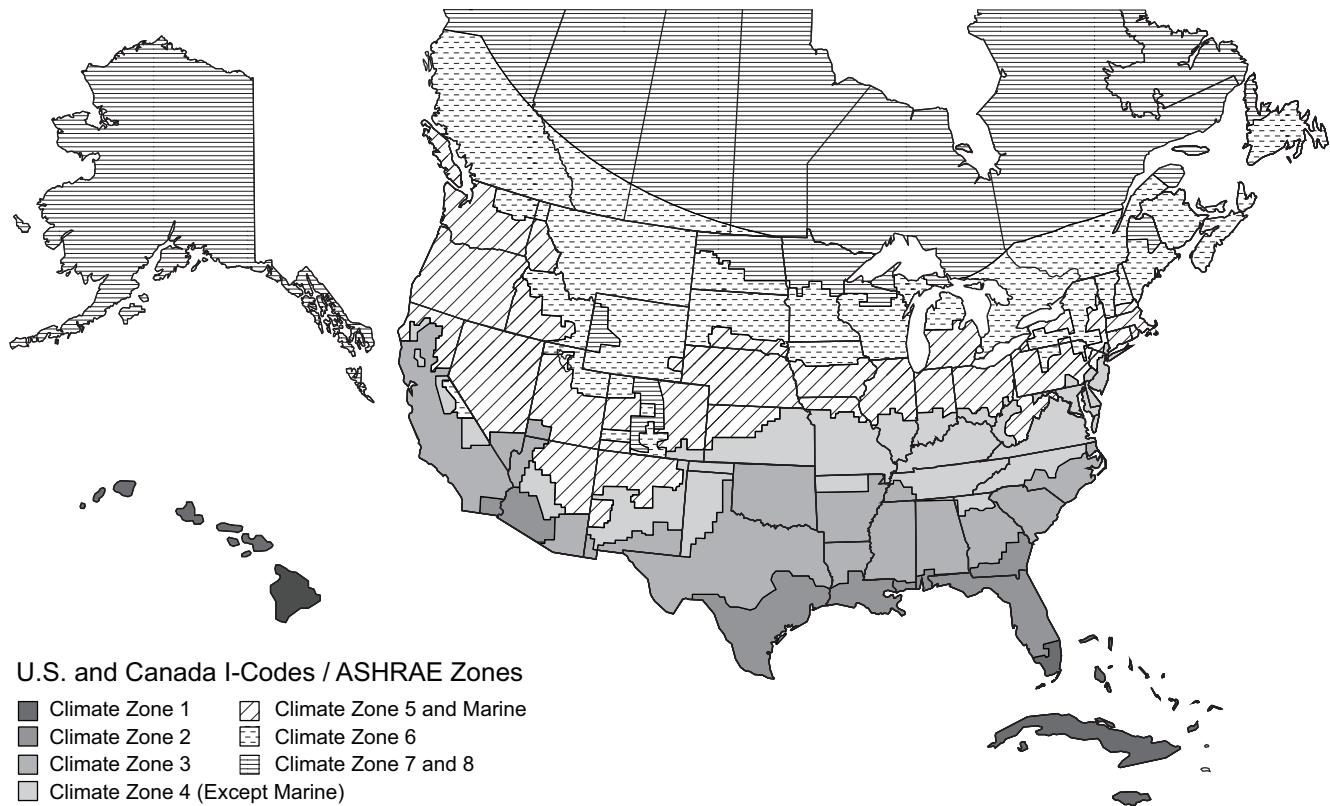 U.S. and Canada I-Codes / ASHRAE Zones
Climate Zone 1
Climate Zone 2
Climate Zone 3
Climate Zone 4 (Except Marine)
Climate Zone 5 and Marine
Climate Zone 6
Climate Zone 7 and 8